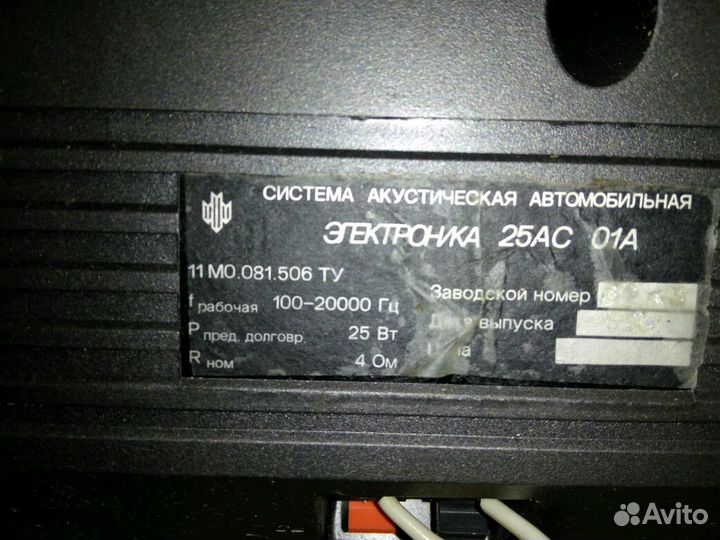 СИСТЕМА АКУСТИЧЕСКАЯ АВТОМОБИЛЬНАЯ
ЭЛЕКТРОНИКА 25АС 01А
11 МО.081.506 ТУ
f рабочая 100-20000 Гц
Р пред. долговр. 25 Вт
R ном 4 Ом
Заводской номер
выпуска
Avito